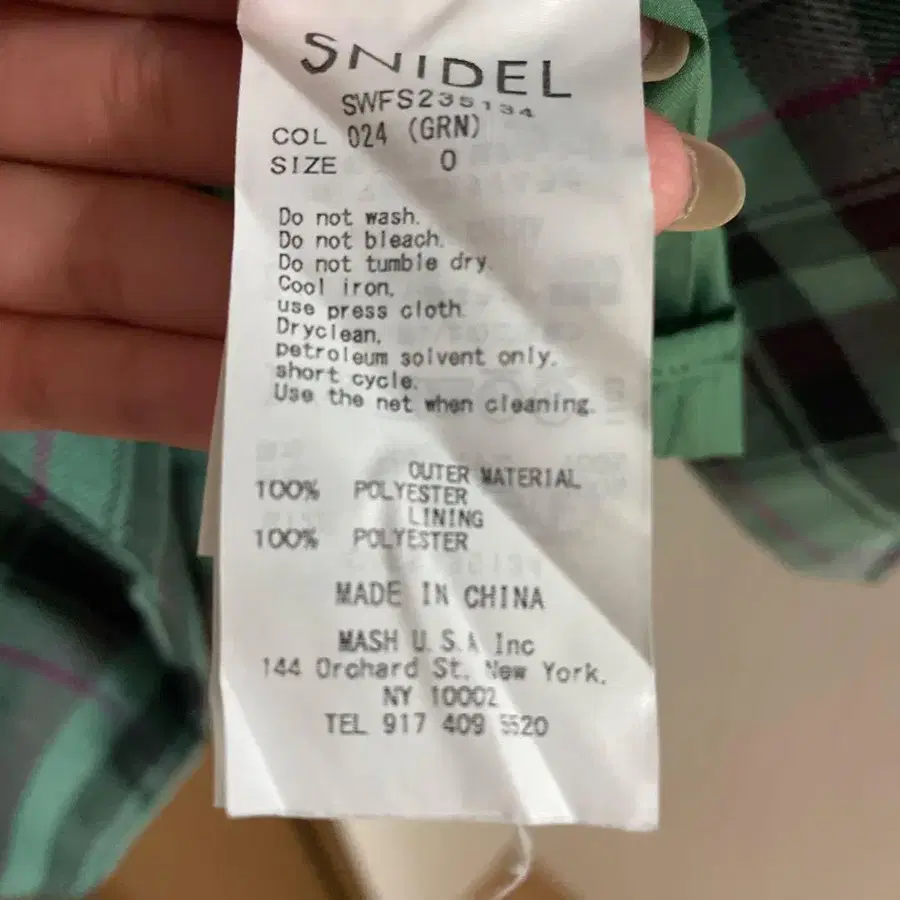 SNIDEL
SWFS235134
COL 024 (GRN)
SIZE 0
Do not wash.
Do not bleach.
Do not tumble dry.
Cool iron.
use press cloth.
Dryclean,
petroleum solvent only.
short cycle.
Use the net when cleaning.
OUTER MATERIAL
100% POLYESTER
LINING
100% POLYESTER
MADE IN CHINA
MASH U.S.A Inc
144 Orchard St. New York,
NY 10002
TEL 917 409 5520